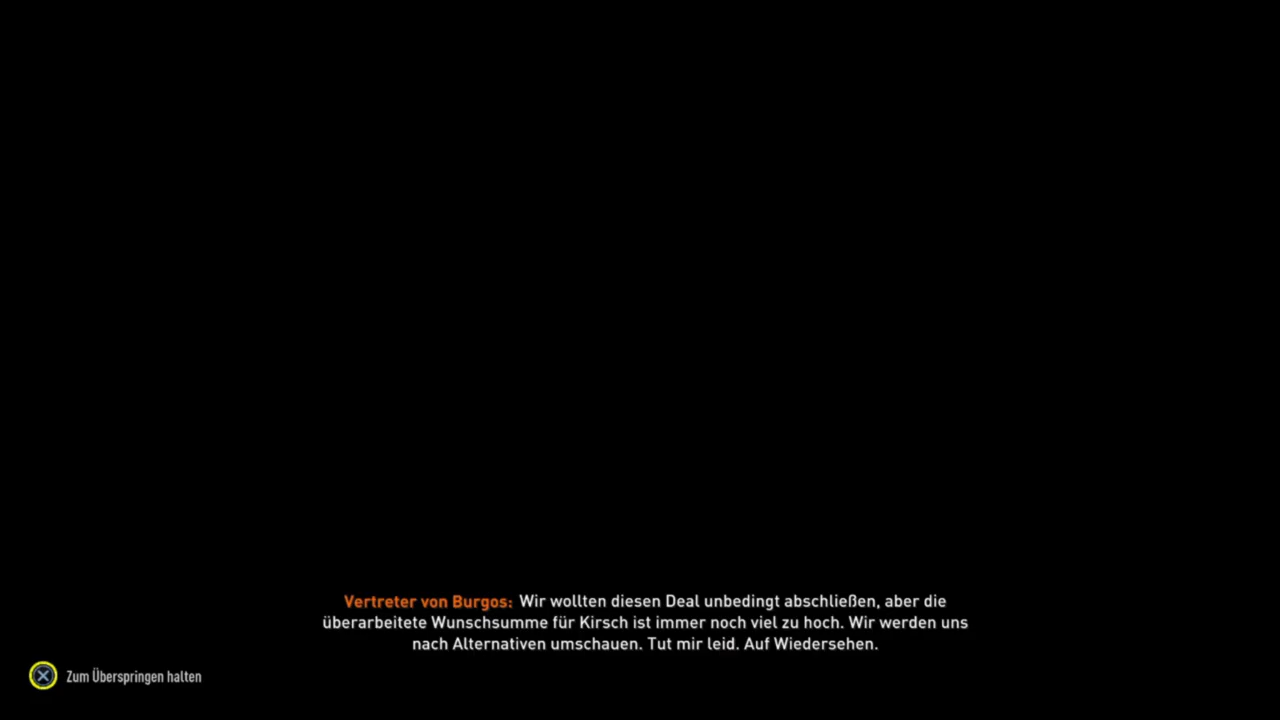 Vertreter von Burgos: Wir wollten diesen Deal unbedingt abschließen, aber die
überarbeitete Wunschsumme für Kirsch ist immer noch viel zu hoch. Wir werden uns
nach Alternativen umschauen. Tut mir leid. Auf Wiedersehen.
Zum Überspringen halten